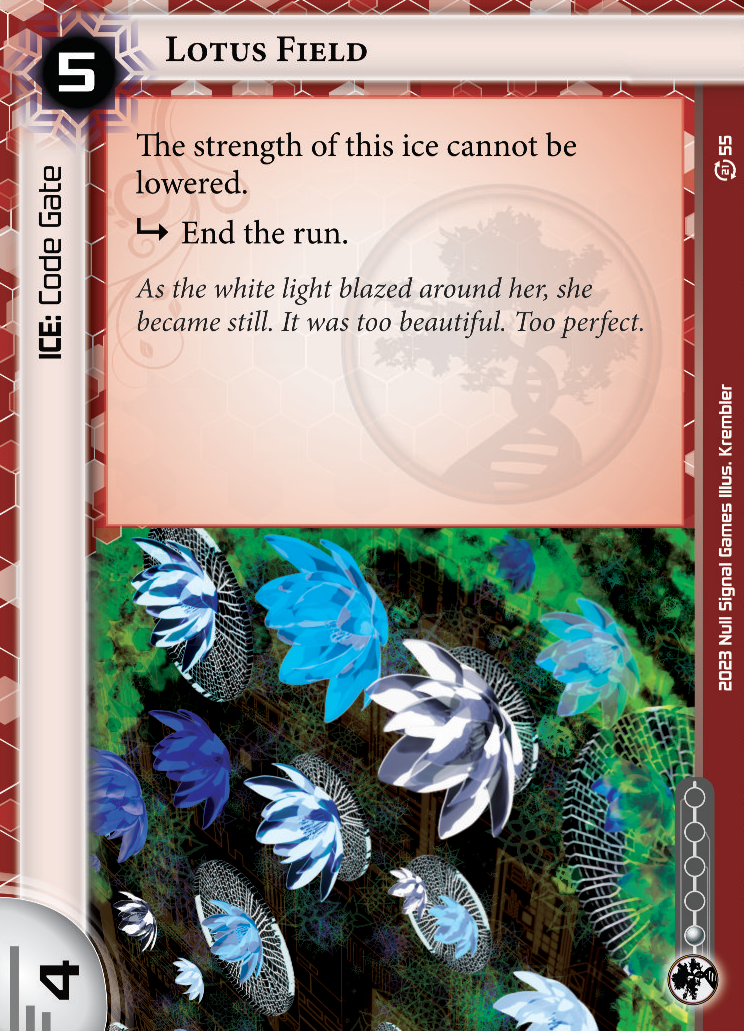 5
Lotus Field
The strength of this ice cannot be
lowered.
↳ End the run.
As the white light blazed around her, she
became still. It was too beautiful. Too perfect.
ICE: Code Gate
4
21 55
2023 Null Signal Games Illus. Krembler